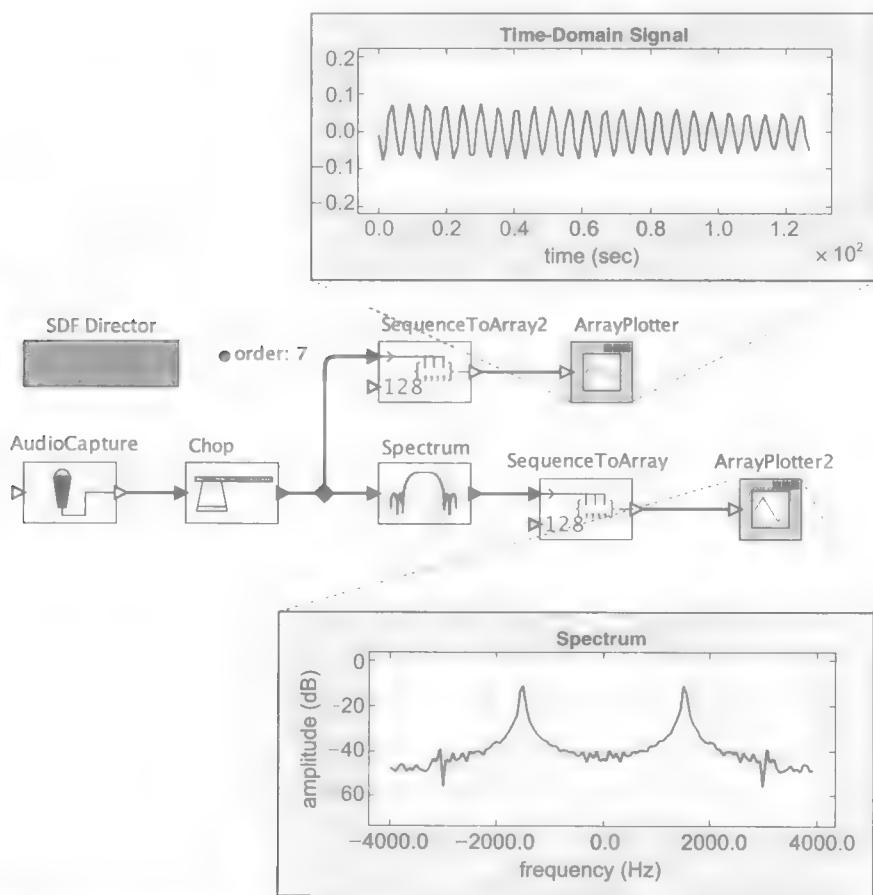 Time-Domain Signal
0.2
0.1
0.0
−0.1
−0.2
0.0 0.2 0.4 0.6 0.8 1.0 1.2
time (sec) × 10²
SDF Director
order: 7
SequenceToArray2
ArrayPlotter
{,,,,}
128
AudioCapture
Chop
Spectrum
SequenceToArray
ArrayPlotter2
{,,,,}
128
Spectrum
0
−20
−40
60
amplitude (dB)
−4000.0 −2000.0 0.0 2000.0 4000.0
frequency (Hz)